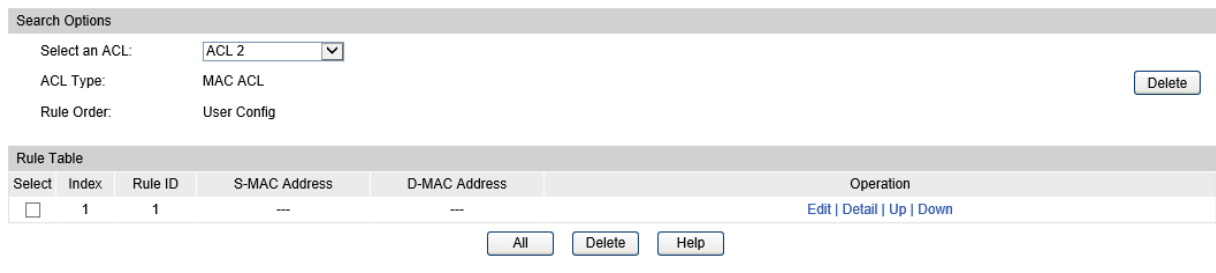 Search Options
Select an ACL: ACL 2
ACL Type: MAC ACL
Delete
Rule Order: User Config
Rule Table
Select Index Rule ID S-MAC Address D-MAC Address Operation
1 1 --- --- Edit | Detail | Up | Down
All Delete Help